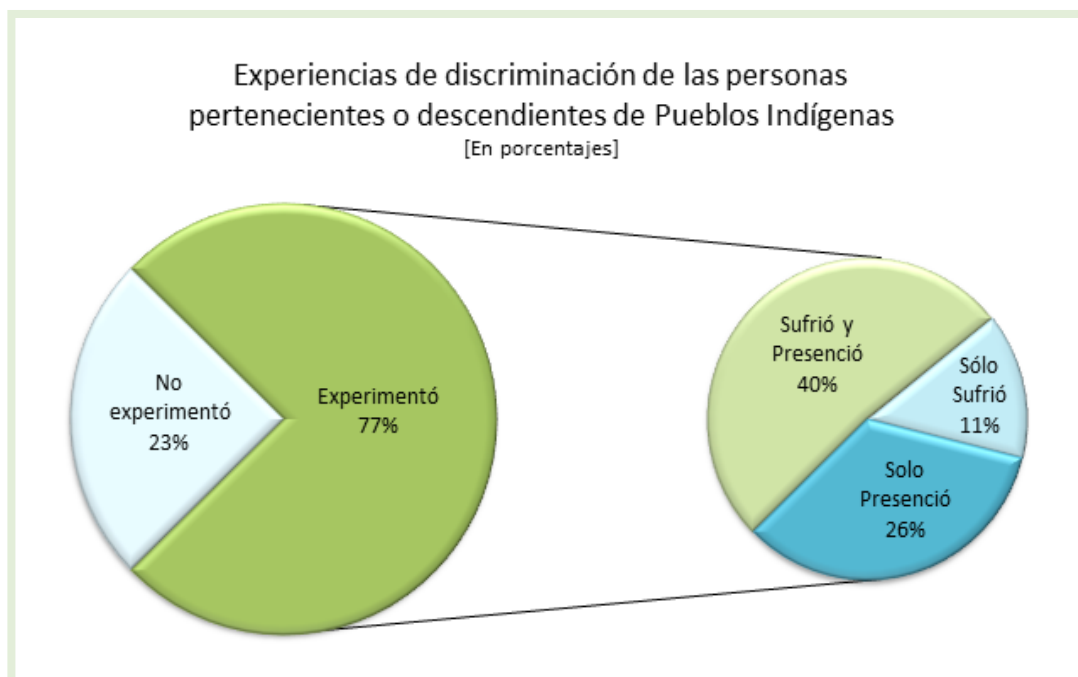 Experiencias de discriminación de las personas
pertenecientes o descendientes de Pueblos Indígenas
[En porcentajes]
No
experimentó
23%
Experimentó
77%
Sufrió y
Presenció
40%
Sólo
Sufrió
11%
Solo
Presenció
26%